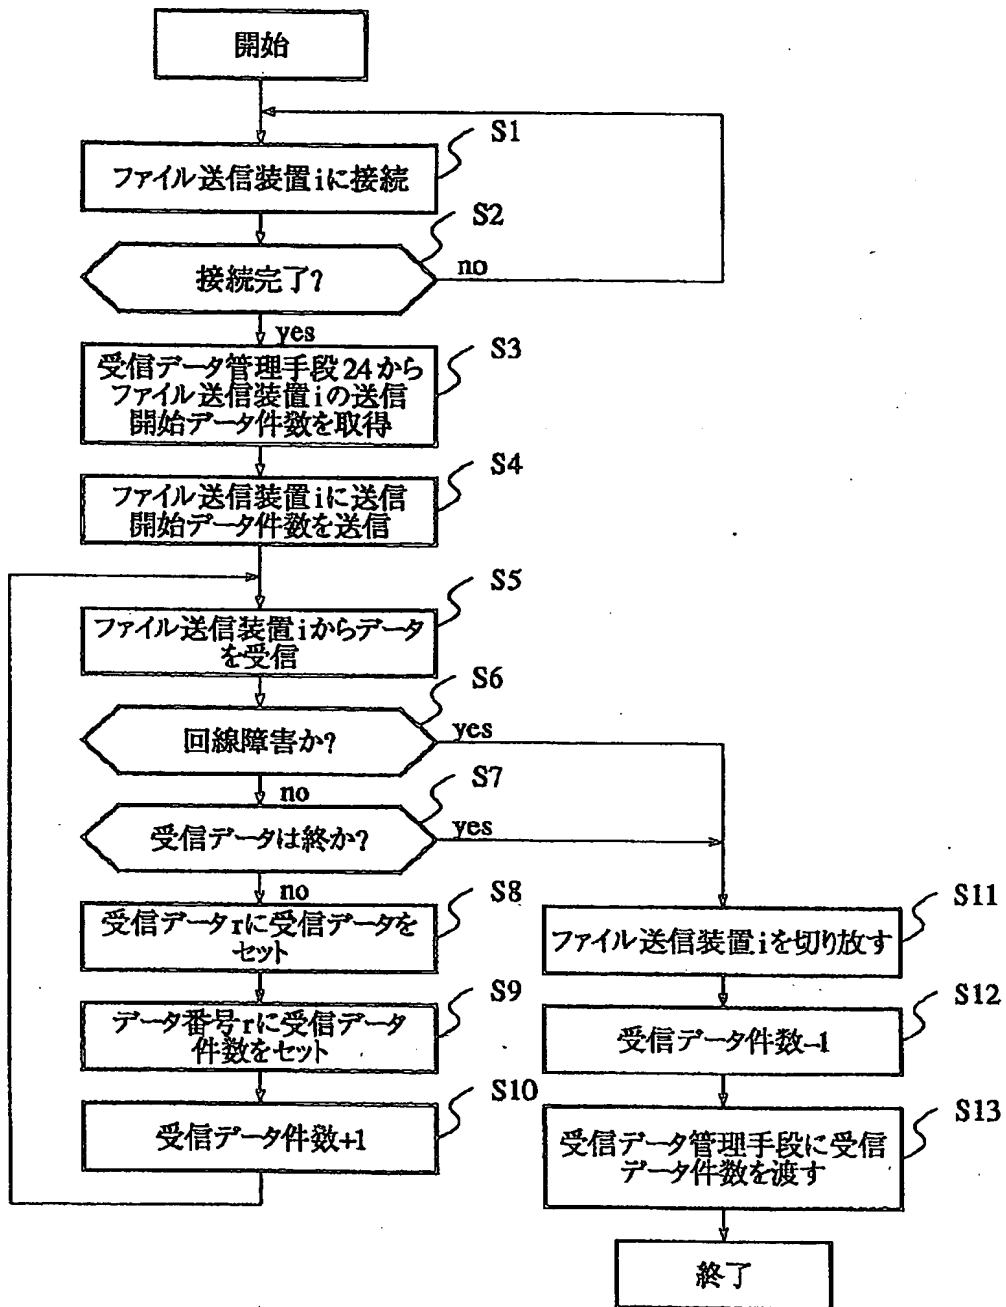 開始
S1
ファイル送信装置iに接続
S2
接続完了?
no
yes
S3
受信データ管理手段24から
ファイル送信装置iの送信
開始データ件数を取得
S4
ファイル送信装置iに送信
開始データ件数を送信
S5
ファイル送信装置iからデータ
を受信
S6
回線障害か?
yes
no
S7
受信データは終か?
yes
no
S8
受信データrに受信データを
セット
S9
データ番号rに受信データ
件数をセット
S10
受信データ件数+1
S11
ファイル送信装置iを切り放す
S12
受信データ件数-1
S13
受信データ管理手段に受信
データ件数を渡す
終了